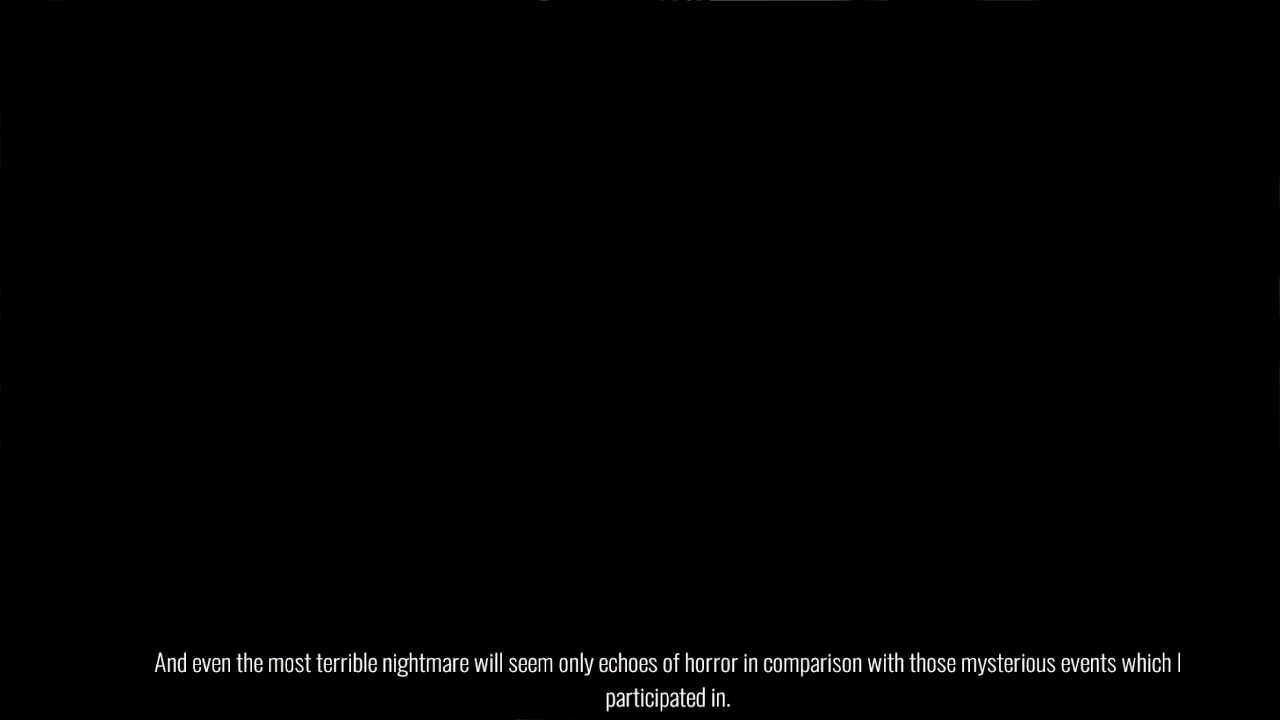 And even the most terrible nightmare will seem only echoes of horror in comparison with those mysterious events which I
participated in.